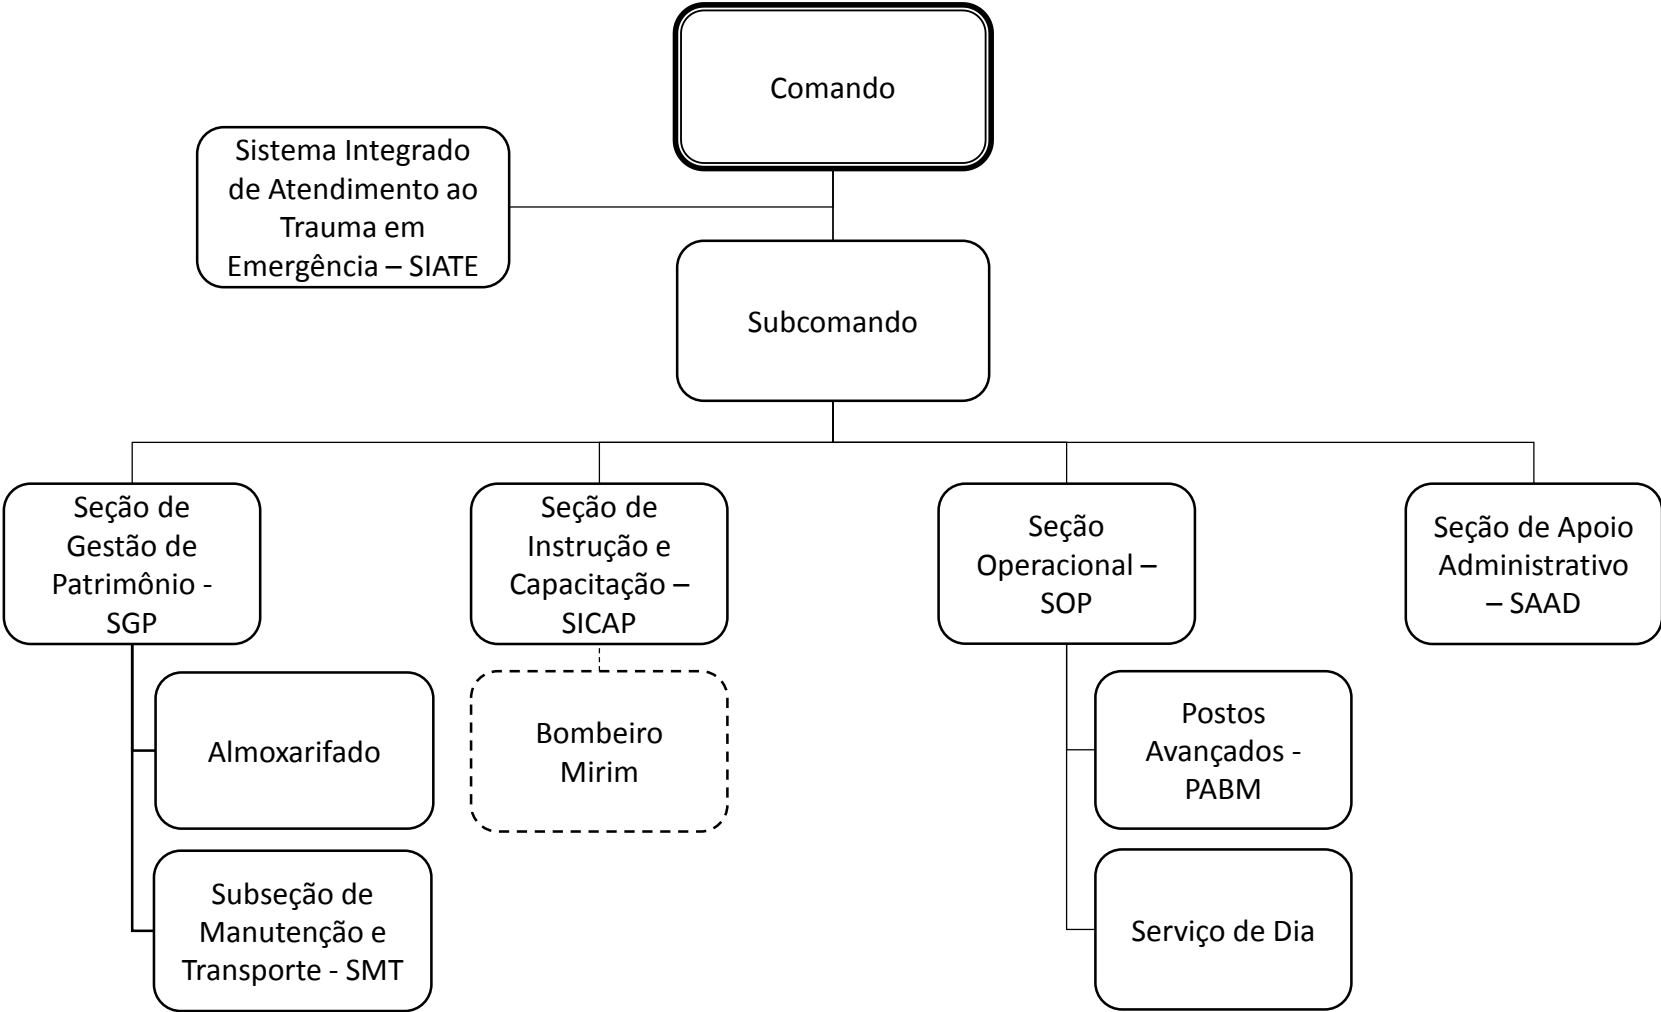 Comando
Sistema Integrado
de Atendimento ao
Trauma em
Emergência – SIATE
Subcomando
Seção de
Gestão de
Patrimônio -
SGP
Seção de
Instrução e
Capacitação –
SICAP
Seção
Operacional –
SOP
Seção de Apoio
Administrativo
– SAAD
Almoxarifado
Bombeiro
Mirim
Postos
Avançados -
PABM
Subseção de
Manutenção e
Transporte - SMT
Serviço de Dia